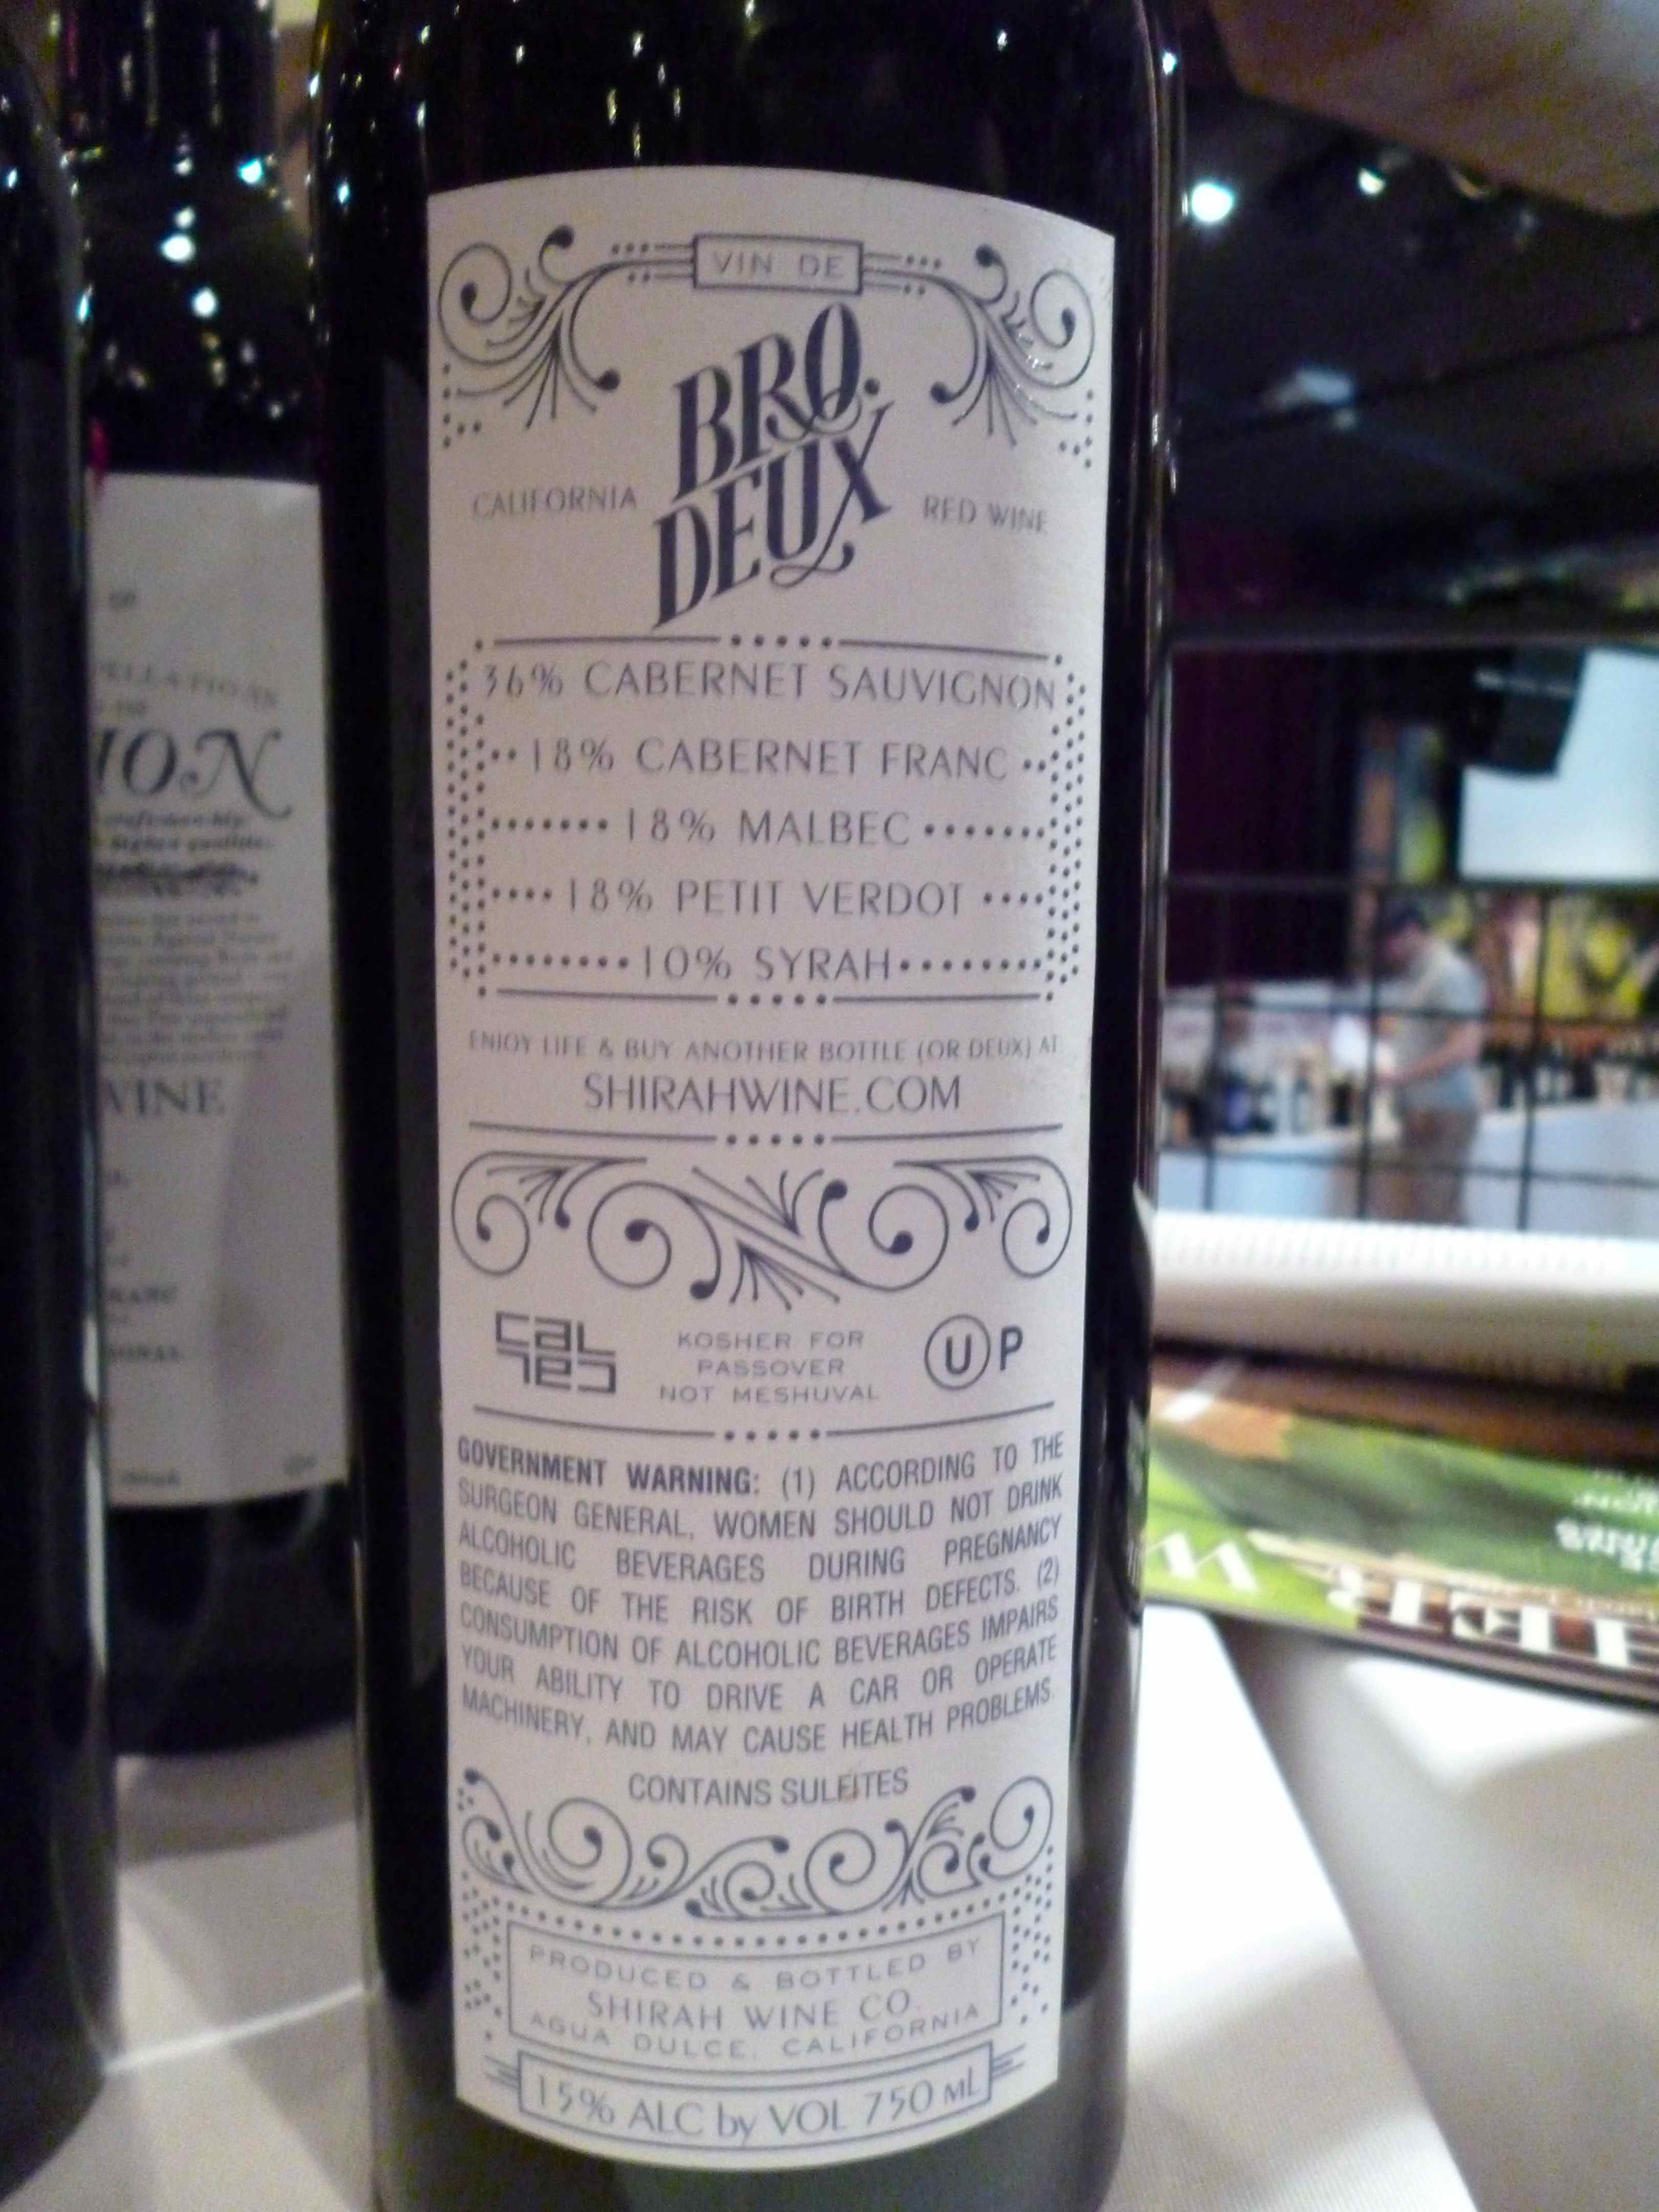 VIN DE
BRO.
DEUX
CALIFORNIA RED WINE
36% CABERNET SAUVIGNON
18% CABERNET FRANC
18% MALBEC
18% PETIT VERDOT
10% SYRAH
ENJOY LIFE & BUY ANOTHER BOTTLE (OR DEUX) AT
SHIRAHWINE.COM
KOSHER FOR
PASSOVER
NOT MESHUVAL
U P
GOVERNMENT WARNING: (1) ACCORDING TO THE
SURGEON GENERAL, WOMEN SHOULD NOT DRINK
ALCOHOLIC BEVERAGES DURING PREGNANCY
BECAUSE OF THE RISK OF BIRTH DEFECTS. (2)
CONSUMPTION OF ALCOHOLIC BEVERAGES IMPAIRS
YOUR ABILITY TO DRIVE A CAR OR OPERATE
MACHINERY, AND MAY CAUSE HEALTH PROBLEMS.
CONTAINS SULFITES
PRODUCED & BOTTLED BY
SHIRAH WINE CO.
AGUA DULCE, CALIFORNIA
15% ALC by VOL 750 mL
ION
WINE